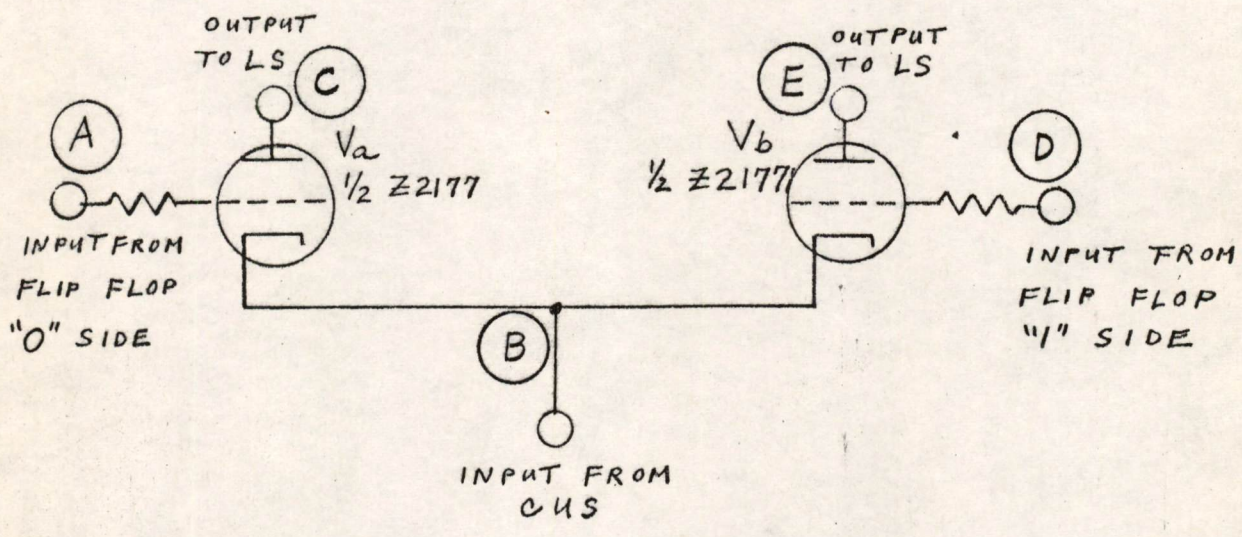 OUTPUT
TO LS
C
A
Va
1/2 Z2177
INPUT FROM
FLIP FLOP
"0" SIDE
OUTPUT
TO LS
E
Vb
1/2 Z2177
D
INPUT FROM
FLIP FLOP
"1" SIDE
B
INPUT FROM
CUS